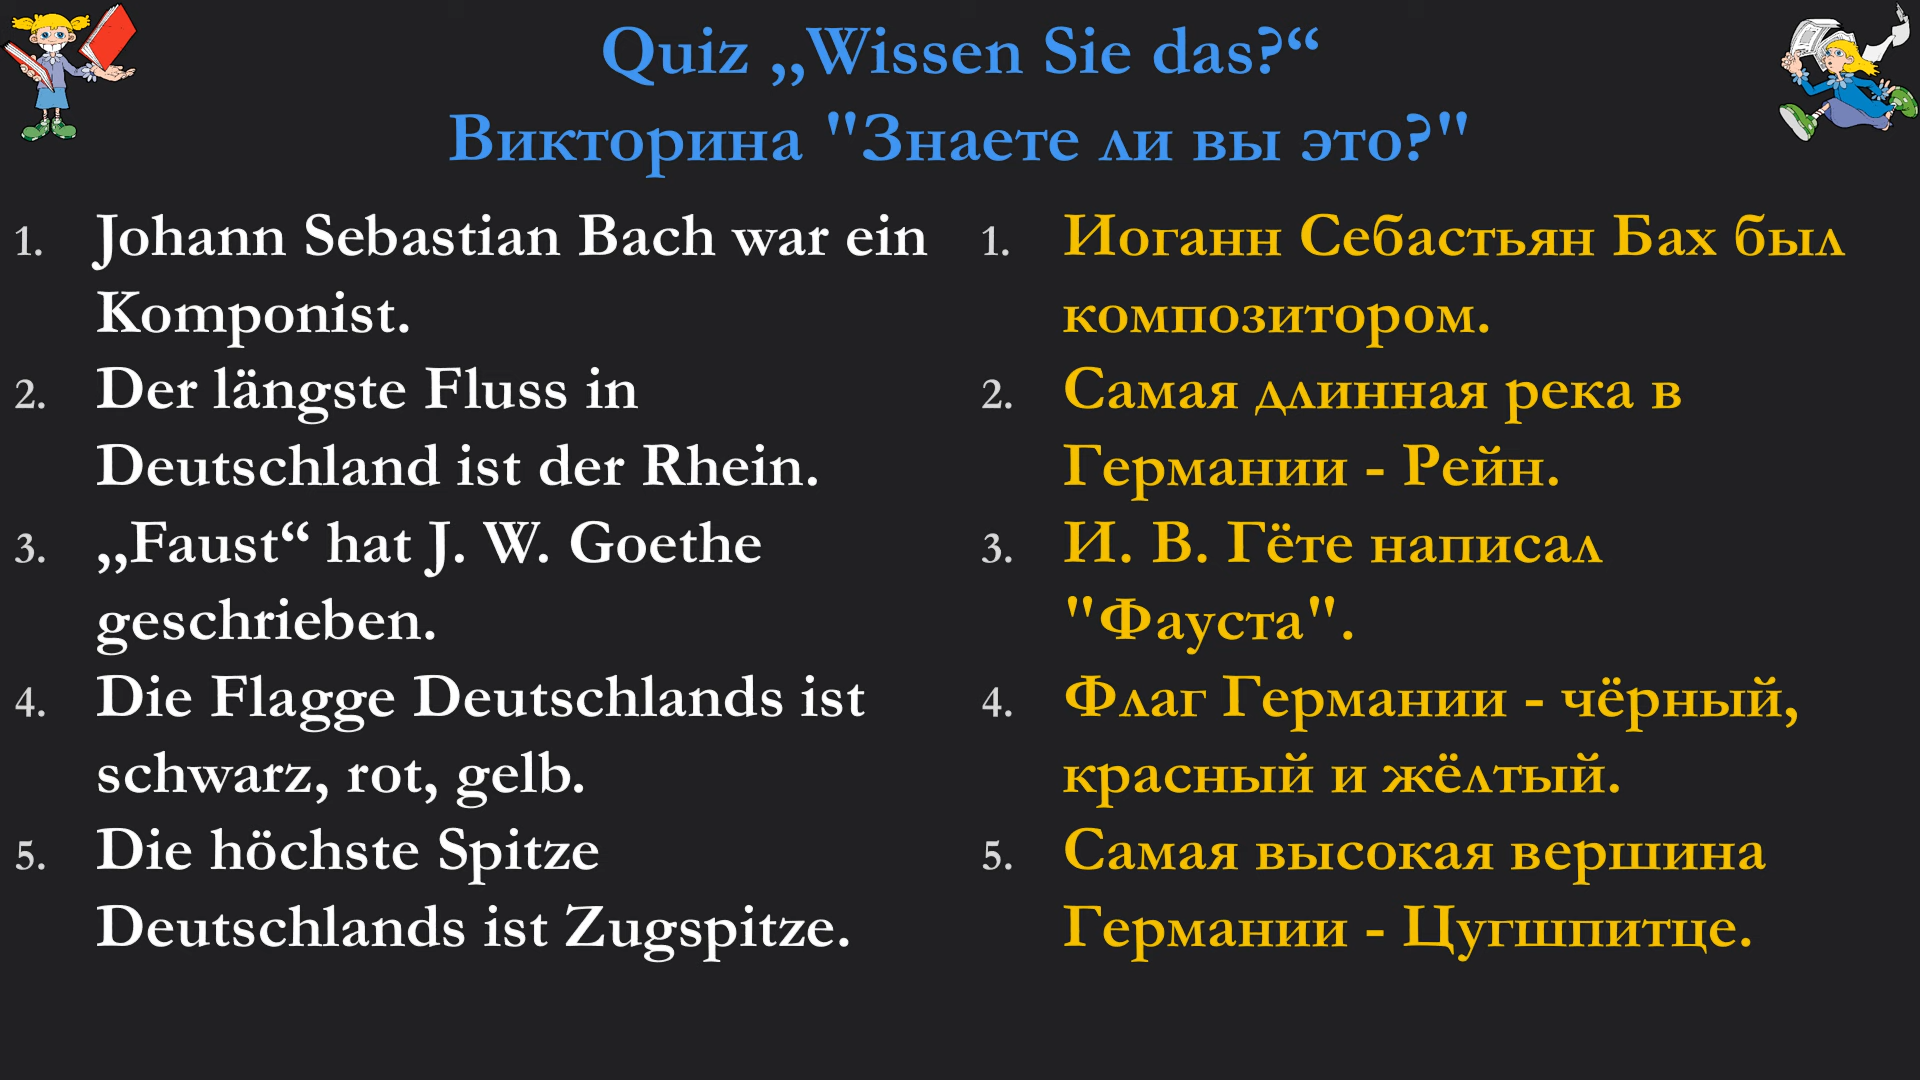 Quiz ,,Wissen Sie das?“
Викторина "Знаете ли вы это?"
1. Johann Sebastian Bach war ein
Komponist.
2. Der längste Fluss in
Deutschland ist der Rhein.
3. ,,Faust“ hat J. W. Goethe
geschrieben.
4. Die Flagge Deutschlands ist
schwarz, rot, gelb.
5. Die höchste Spitze
Deutschlands ist Zugspitze.
1. Иоганн Себастьян Бах был
композитором.
2. Самая длинная река в
Германии - Рейн.
3. И. В. Гёте написал
"Фауста".
4. Флаг Германии - чёрный,
красный и жёлтый.
5. Самая высокая вершина
Германии - Цугшпитце.